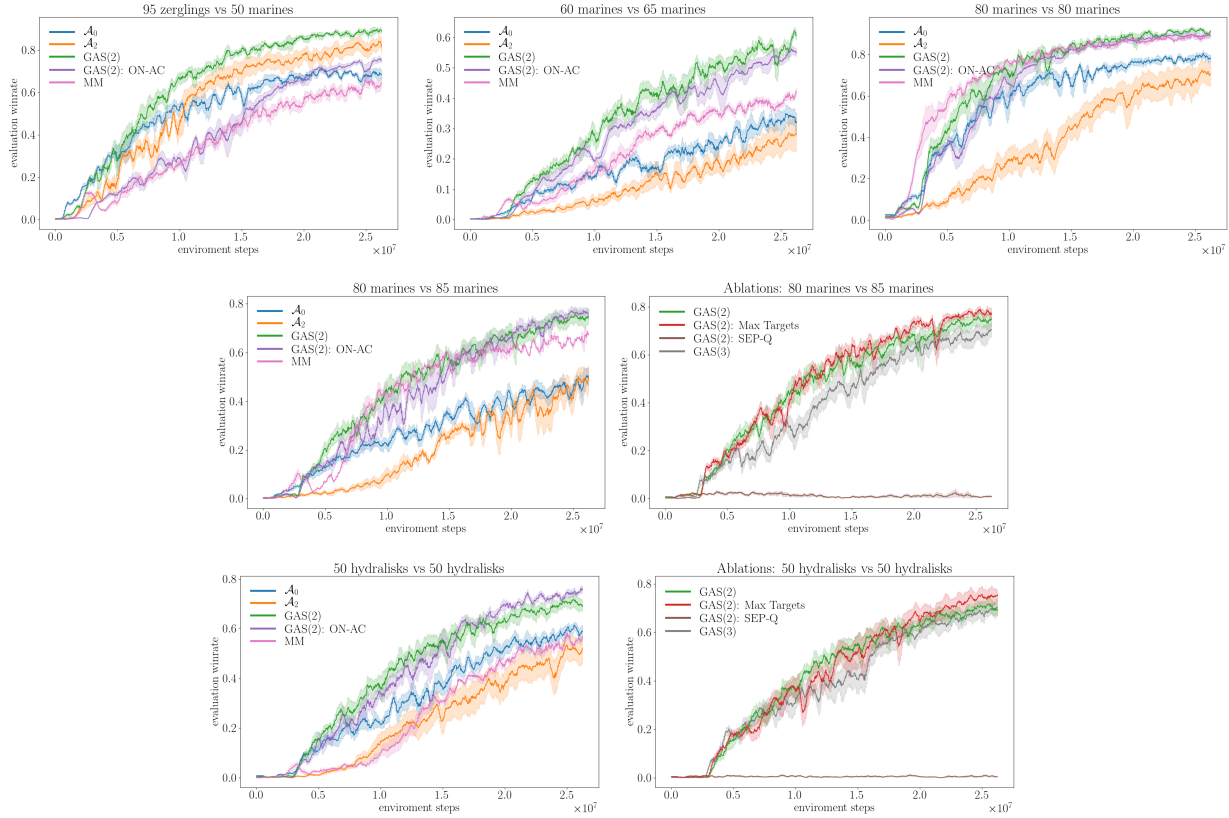 95 zerglings vs 50 marines
evaluation winrate
0.0
0.2
0.4
0.6
0.8
𝒜₀
𝒜₂
GAS(2)
GAS(2): ON-AC
MM
0.0 0.5 1.0 1.5 2.0 2.5
enviroment steps
×10⁷
60 marines vs 65 marines
evaluation winrate
0.6
0.5
0.4
0.3
0.2
0.1
0.0
𝒜₀
𝒜₂
GAS(2)
GAS(2): ON-AC
MM
0.0 0.5 1.0 1.5 2.0 2.5
enviroment steps
×10⁷
80 marines vs 80 marines
evaluation winrate
0.8
0.6
0.4
0.2
0.0
𝒜₀
𝒜₂
GAS(2)
GAS(2): ON-AC
MM
0.0 0.5 1.0 1.5 2.0 2.5
enviroment steps
×10⁷
80 marines vs 85 marines
evaluation winrate
0.8
0.6
0.4
0.2
0.0
𝒜₀
𝒜₂
GAS(2)
GAS(2): ON-AC
MM
0.0 0.5 1.0 1.5 2.0 2.5
enviroment steps
×10⁷
Ablations: 80 marines vs 85 marines
evaluation winrate
0.8
0.6
0.4
0.2
0.0
GAS(2)
GAS(2): Max Targets
GAS(2): SEP-Q
GAS(3)
0.0 0.5 1.0 1.5 2.0 2.5
enviroment steps
×10⁷
50 hydralisks vs 50 hydralisks
evaluation winrate
0.8
0.6
0.4
0.2
0.0
𝒜₀
𝒜₂
GAS(2)
GAS(2): ON-AC
MM
0.0 0.5 1.0 1.5 2.0 2.5
enviroment steps
×10⁷
Ablations: 50 hydralisks vs 50 hydralisks
evaluation winrate
0.8
0.6
0.4
0.2
0.0
GAS(2)
GAS(2): Max Targets
GAS(2): SEP-Q
GAS(3)
0.0 0.5 1.0 1.5 2.0 2.5
enviroment steps
×10⁷